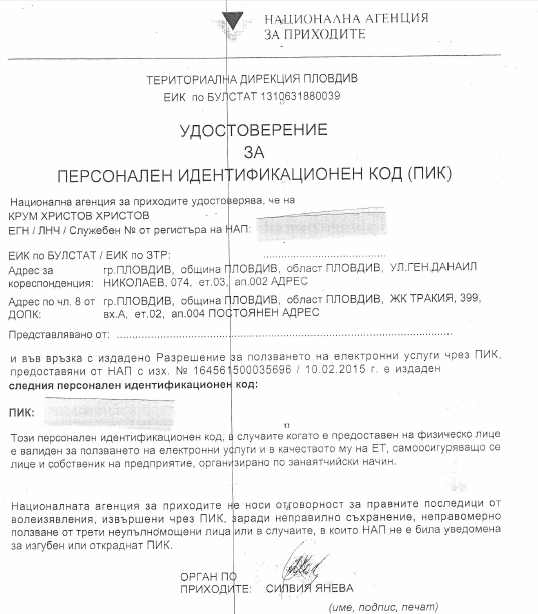 НАЦИОНАЛНА АГЕНЦИЯ
ЗА ПРИХОДИТЕ
ТЕРИТОРИАЛНА ДИРЕКЦИЯ ПЛОВДИВ
ЕИК по БУЛСТАТ 1310631880039
УДОСТОВЕРЕНИЕ
ЗА
ПЕРСОНАЛЕН ИДЕНТИФИКАЦИОНЕН КОД (ПИК)
Национална агенция за приходите удостоверява, че на
КРУМ ХРИСТОВ ХРИСТОВ
ЕГН / ЛНЧ / Служебен № от регистъра на НАП:
ЕИК по БУЛСТАТ / ЕИК по ЗТР:
Адрес за гр.ПЛОВДИВ, община ПЛОВДИВ, област ПЛОВДИВ, УЛ.ГЕН.ДАНАИЛ
кореспонденция: НИКОЛАЕВ, 074, ет.03, ап.002 АДРЕС
Адрес по чл. 8 от гр.ПЛОВДИВ, община ПЛОВДИВ, област ПЛОВДИВ, ЖК ТРАКИЯ, 399,
ДОПК: вх.А, ет.02, ап.004 ПОСТОЯНЕН АДРЕС
Представлявано от:
и във връзка с издадено Разрешение за ползването на електронни услуги чрез ПИК,
предоставяни от НАП с изх. № 164561500035696 / 10.02.2015 г. е издаден
следния персонален идентификационен код:
ПИК:
Този персонален идентификационен код, в случаите когато е предоставен на физическо лице
е валиден за ползването на електронни услуги и в качеството му на ЕТ, самоосигуряващо се
лице и собственик на предприятие, организирано по занаятчийски начин.
Националната агенция за приходите не носи отговорност за правните последици от
волеизявления, извършени чрез ПИК, заради неправилно съхранение, неправомерно
ползване от трети неупълномощени лица или в случаите, в които НАП не е била уведомена
за изгубен или откраднат ПИК.
ОРГАН ПО
ПРИХОДИТЕ: СИЛВИЯ ЯНЕВА
(име, подпис, печат)